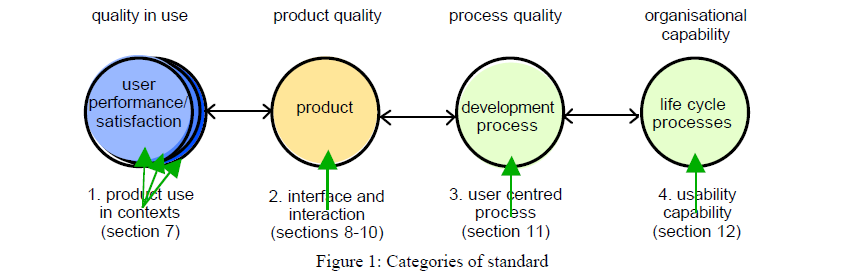 quality in use
product quality
process quality
organisational
capability
user
performance/
satisfaction
product
development
process
life cycle
processes
1. product use
in contexts
(section 7)
2. interface and
interaction
(sections 8-10)
3. user centred
process
(section 11)
4. usability
capability
(section 12)
Figure 1: Categories of standard